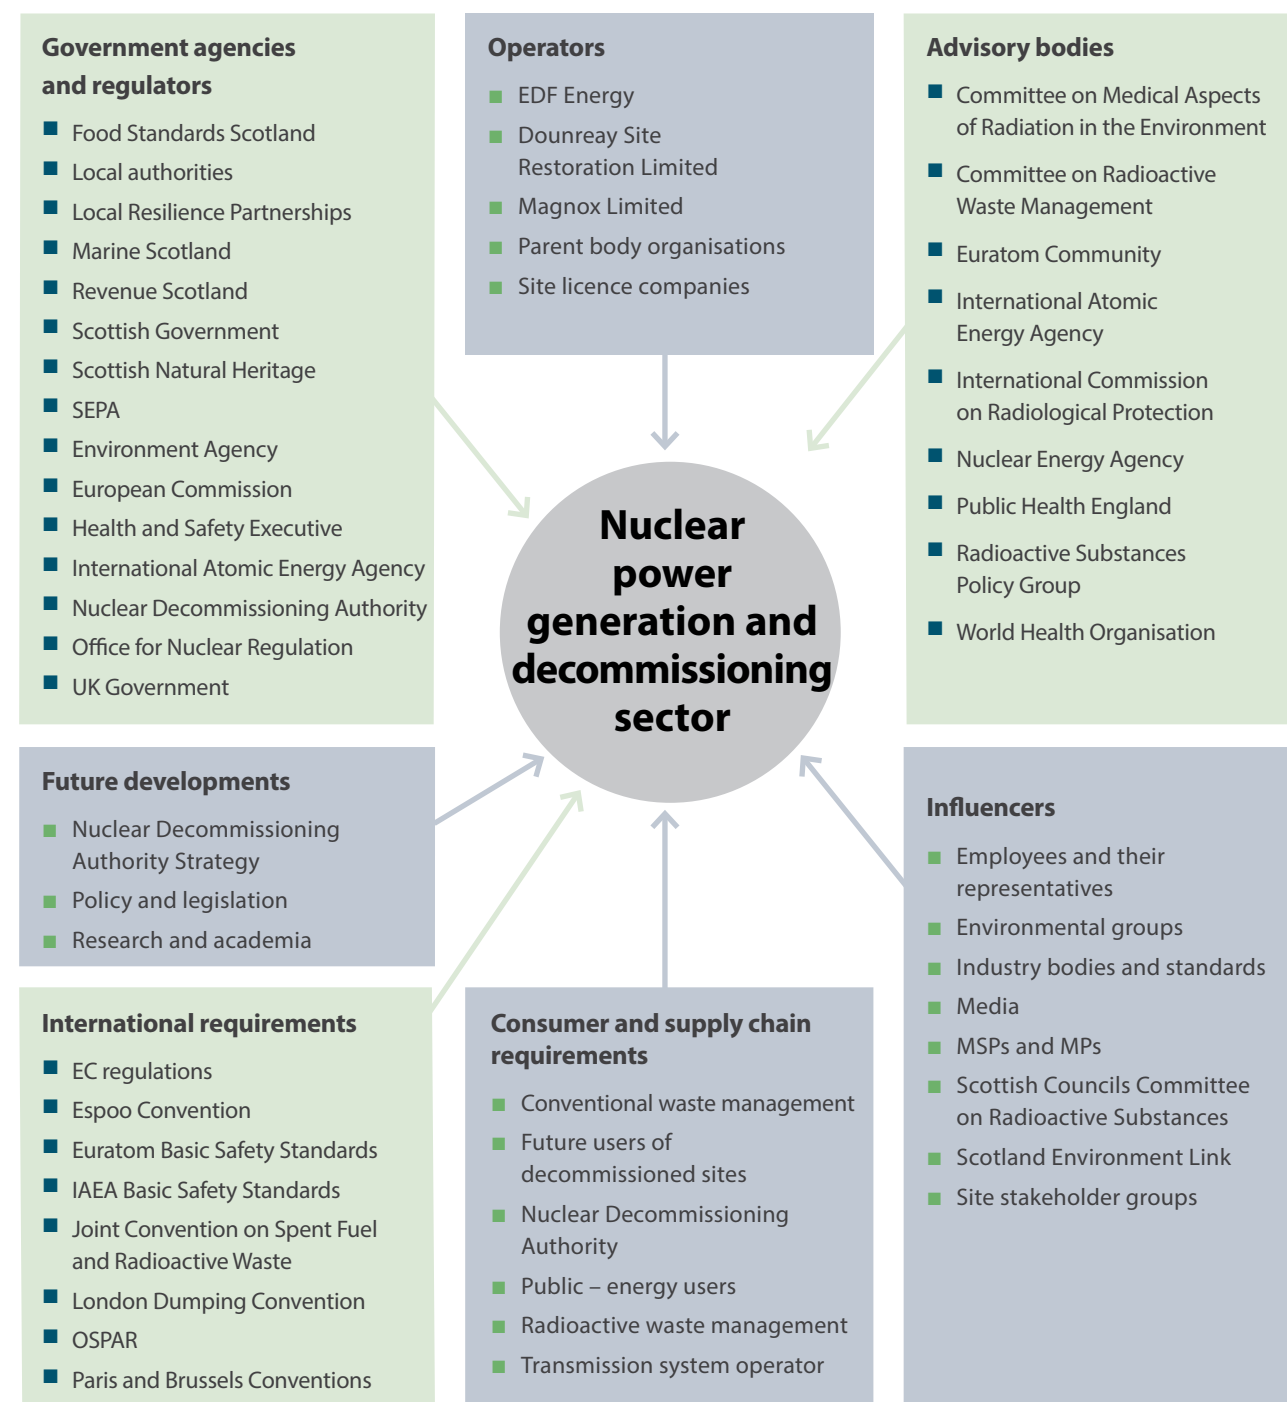 Government agencies
and regulators
Food Standards Scotland
Local authorities
Local Resilience Partnerships
Marine Scotland
Revenue Scotland
Scottish Government
Scottish Natural Heritage
SEPA
Environment Agency
European Commission
Health and Safety Executive
International Atomic Energy Agency
Nuclear Decommissioning Authority
Office for Nuclear Regulation
UK Government
Operators
EDF Energy
Dounreay Site
Restoration Limited
Magnox Limited
Parent body organisations
Site licence companies
Advisory bodies
Committee on Medical Aspects
of Radiation in the Environment
Committee on Radioactive
Waste Management
Euratom Community
International Atomic
Energy Agency
International Commission
on Radiological Protection
Nuclear Energy Agency
Public Health England
Radioactive Substances
Policy Group
World Health Organisation
Nuclear
power
generation and
decommissioning
sector
Future developments
Nuclear Decommissioning
Authority Strategy
Policy and legislation
Research and academia
International requirements
EC regulations
Espoo Convention
Euratom Basic Safety Standards
IAEA Basic Safety Standards
Joint Convention on Spent Fuel
and Radioactive Waste
London Dumping Convention
OSPAR
Paris and Brussels Conventions
Consumer and supply chain
requirements
Conventional waste management
Future users of
decommissioned sites
Nuclear Decommissioning
Authority
Public – energy users
Radioactive waste management
Transmission system operator
Influencers
Employees and their
representatives
Environmental groups
Industry bodies and standards
Media
MSPs and MPs
Scottish Councils Committee
on Radioactive Substances
Scotland Environment Link
Site stakeholder groups